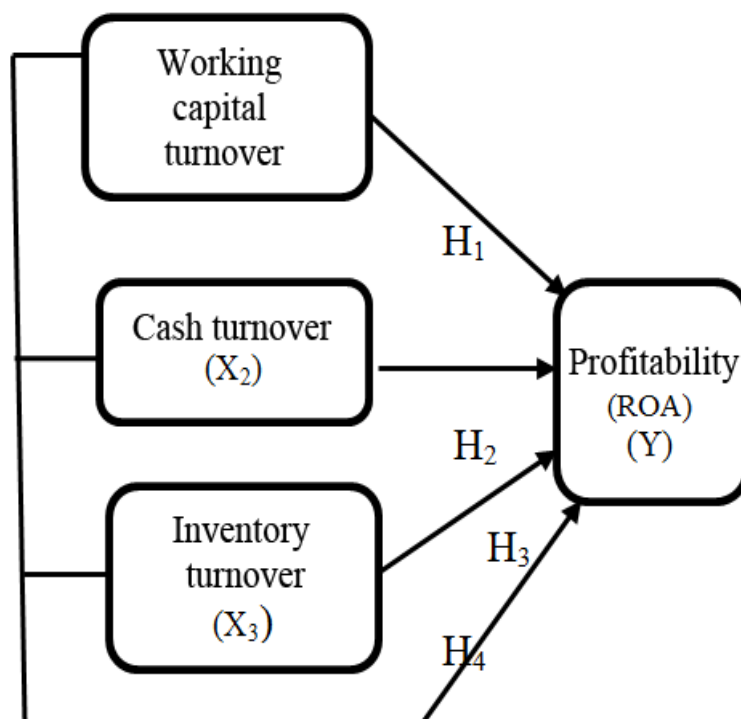 Working
capital
turnover
H₁
Cash turnover
(X₂)
Profitability
(ROA)
(Y)
H₂
Inventory
turnover
(X₃)
H₃
H₄